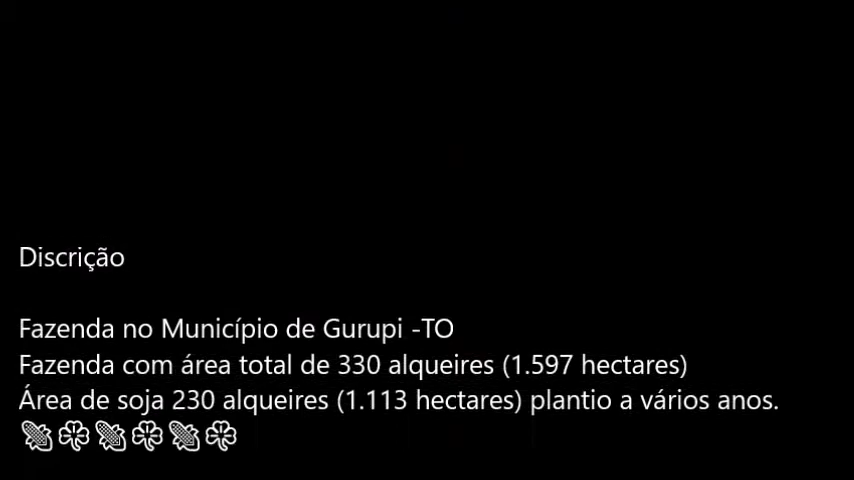 Discrição
Fazenda no Município de Gurupi -TO
Fazenda com área total de 330 alqueires (1.597 hectares)
Área de soja 230 alqueires (1.113 hectares) plantio a vários anos.
🌽☘🌽☘🌽☘